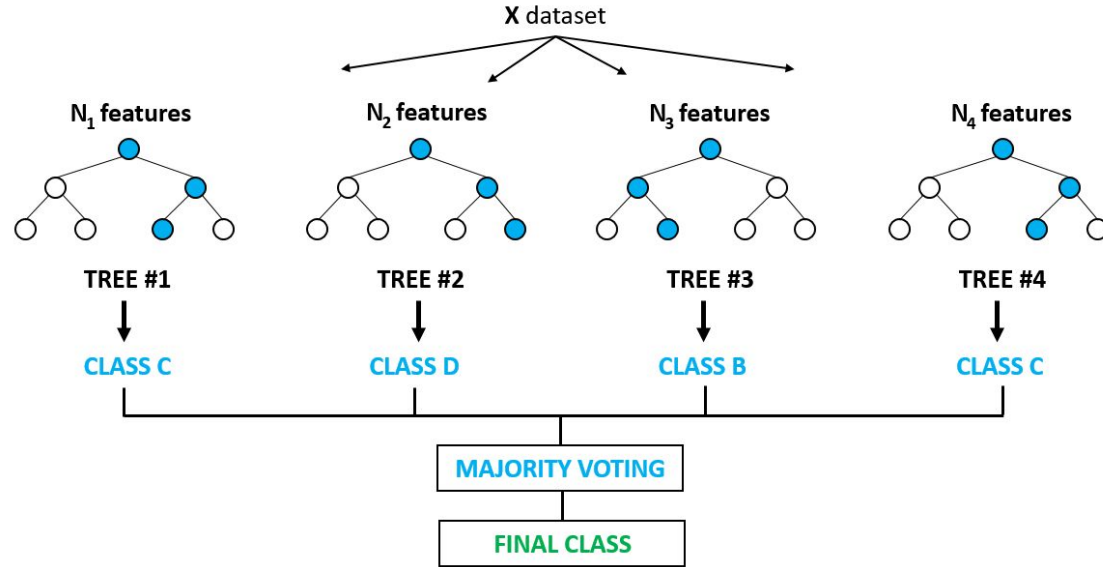 X dataset
N₁ features
N₂ features
N₃ features
N₄ features
TREE #1
TREE #2
TREE #3
TREE #4
CLASS C
CLASS D
CLASS B
CLASS C
MAJORITY VOTING
FINAL CLASS